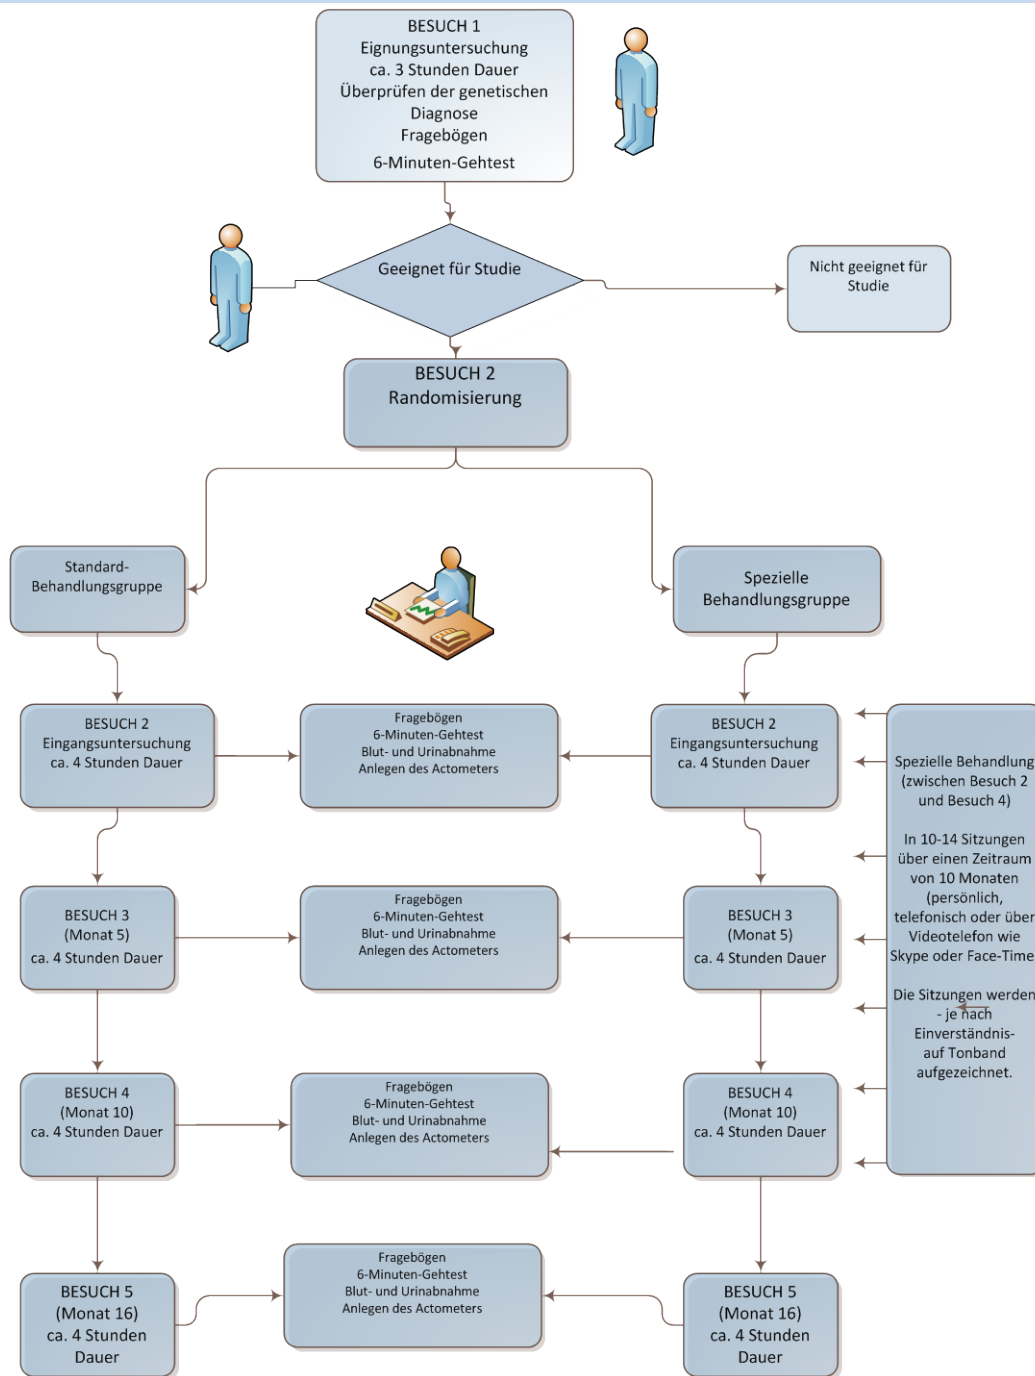 BESUCH 1
Eignungsuntersuchung
ca. 3 Stunden Dauer
Überprüfen der genetischen
Diagnose
Fragebögen
6-Minuten-Gehtest
Geeignet für Studie
Nicht geeignet für
Studie
BESUCH 2
Randomisierung
Standard-
Behandlungsgruppe
Spezielle
Behandlungsgruppe
BESUCH 2
Eingangsuntersuchung
ca. 4 Stunden Dauer
Fragebögen
6-Minuten-Gehtest
Blut- und Urinabnahme
Anlegen des Actometers
BESUCH 2
Eingangsuntersuchung
ca. 4 Stunden Dauer
Spezielle Behandlung
(zwischen Besuch 2
und Besuch 4)
In 10-14 Sitzungen
über einen Zeitraum
von 10 Monaten
(persönlich,
telefonisch oder über
Videotelefon wie
Skype oder Face-Time
Die Sitzungen werden
- je nach
Einverständnis-
auf Tonband
aufgezeichnet.
BESUCH 3
(Monat 5)
ca. 4 Stunden Dauer
Fragebögen
6-Minuten-Gehtest
Blut- und Urinabnahme
Anlegen des Actometers
BESUCH 3
(Monat 5)
ca. 4 Stunden Dauer
BESUCH 4
(Monat 10)
ca. 4 Stunden Dauer
Fragebögen
6-Minuten-Gehtest
Blut- und Urinabnahme
Anlegen des Actometers
BESUCH 4
(Monat 10)
ca. 4 Stunden Dauer
BESUCH 5
(Monat 16)
ca. 4 Stunden
Dauer
Fragebögen
6-Minuten-Gehtest
Blut- und Urinabnahme
Anlegen des Actometers
BESUCH 5
(Monat 16)
ca. 4 Stunden
Dauer